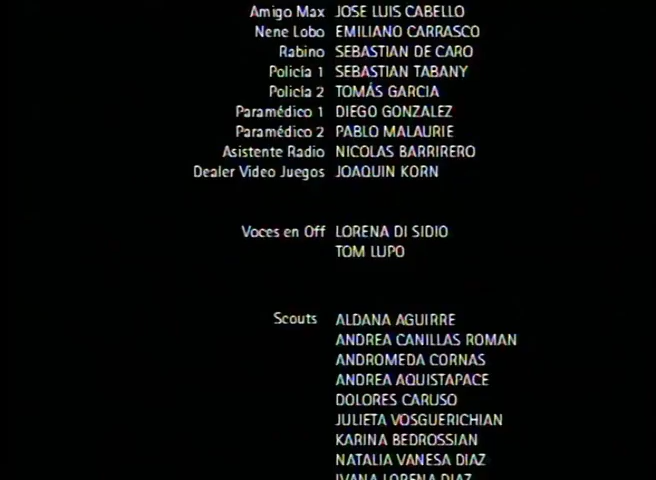 Amigo Max JOSE LUIS CABELLO
Nene Lobo EMILIANO CARRASCO
Rabino SEBASTIAN DE CARO
Policía 1 SEBASTIAN TABANY
Policía 2 TOMÁS GARCIA
Paramédico 1 DIEGO GONZALEZ
Paramédico 2 PABLO MALAURIE
Asistente Radio NICOLAS BARRIRERO
Dealer Video Juegos JOAQUIN KORN
Voces en Off LORENA DI SIDIO
TOM LUPO
Scouts ALDANA AGUIRRE
ANDREA CANILLAS ROMAN
ANDROMEDA CORNAS
ANDREA AQUISTAPACE
DOLORES CARUSO
JULIETA VOSGUERICHIAN
KARINA BEDROSSIAN
NATALIA VANESA DIAZ
IVANA LORENA DIAZ